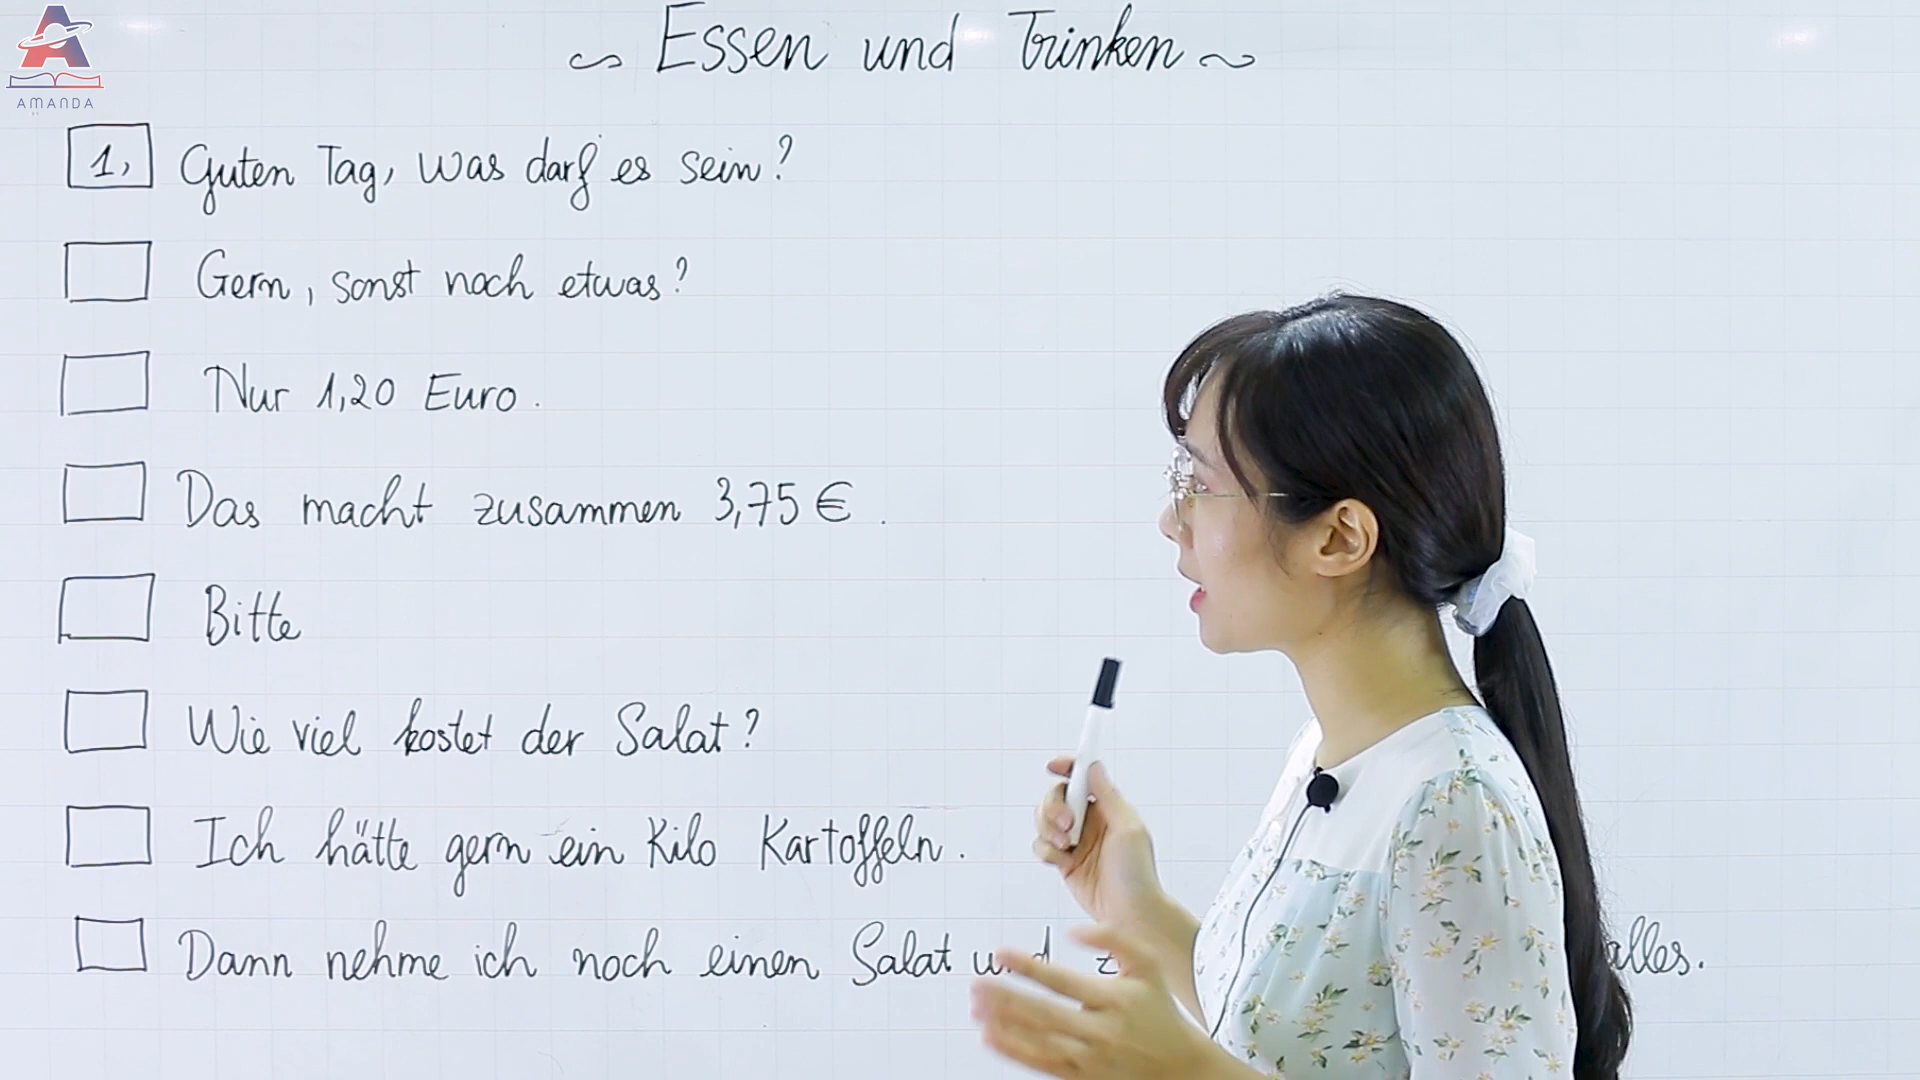 AMANDA
~ Essen und Trinken ~
1, Guten Tag, was darf es sein?
Gern, sonst noch etwas?
Nur 1,20 Euro.
Das macht zusammen 3,75 €.
Bitte
Wie viel kostet der Salat?
Ich hätte gern ein Kilo Kartoffeln.
Dann nehme ich noch einen Salat und alles.